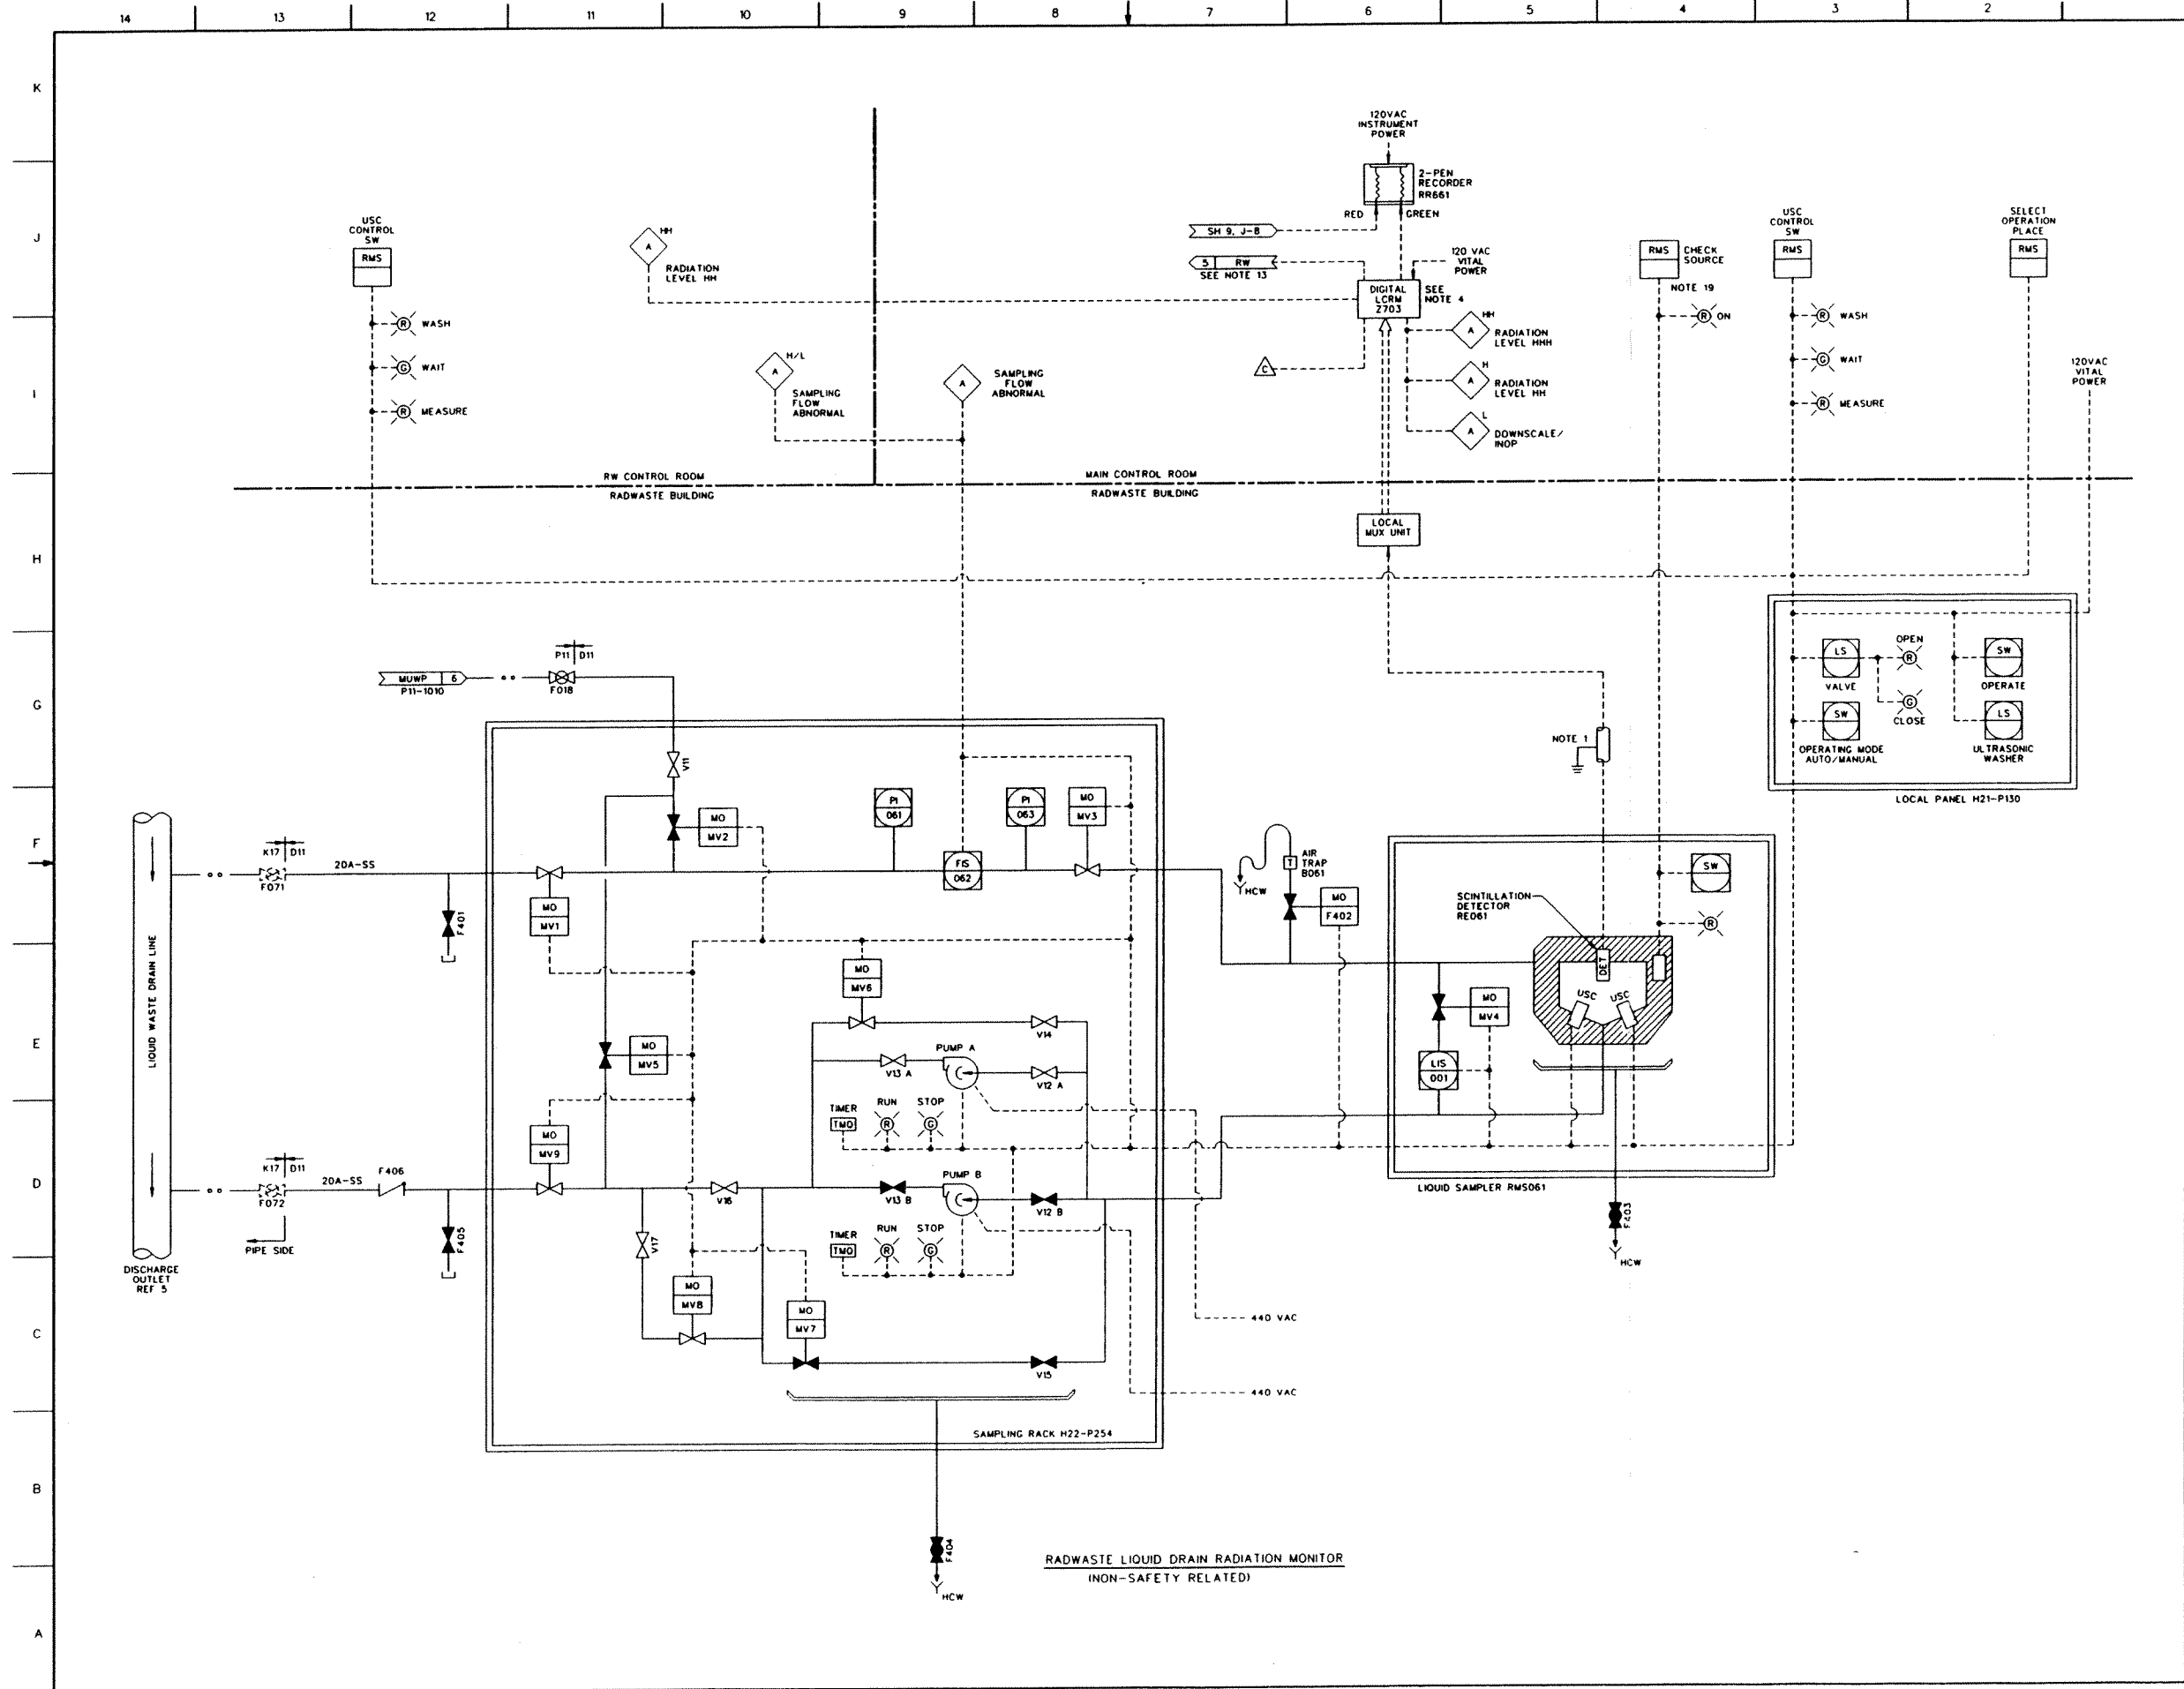 14 13 12 11 10 9 8 7 6 5 4 3 2
K
J
I
H
G
F
E
D
C
B
A
120VAC
INSTRUMENT
POWER
2-PEN
RECORDER
RR661
RED
GREEN
SH 9, J-8
5 RW
SEE NOTE 13
120 VAC
VITAL
POWER
DIGITAL
LCRM
Z703
SEE
NOTE 4
USC
CONTROL
SW
RMS
R WASH
G WAIT
R MEASURE
A HH
RADIATION
LEVEL HH
A H/L
SAMPLING
FLOW
ABNORMAL
A
SAMPLING
FLOW
ABNORMAL
C
A HH
RADIATION
LEVEL HHH
A H
RADIATION
LEVEL HH
A L
DOWNSCALE/
INOP
RMS
CHECK
SOURCE
NOTE 19
R ON
USC
CONTROL
SW
RMS
R WASH
G WAIT
R MEASURE
SELECT
OPERATION
PLACE
RMS
120VAC
VITAL
POWER
RW CONTROL ROOM
RADWASTE BUILDING
MAIN CONTROL ROOM
RADWASTE BUILDING
LOCAL
MUX UNIT
LS
VALVE
OPEN
R
G
CLOSE
SW
OPERATE
SW
OPERATING MODE
AUTO/MANUAL
LS
ULTRASONIC
WASHER
LOCAL PANEL H21-P130
NOTE 1
MUWP 6
P11-1010
P11 D11
F018
V11
MO
MV2
PI
061
PI
063
MO
MV3
FIS
062
K17 D11
F071
20A-SS
F401
MO
MV1
LIQUID WASTE DRAIN LINE
MO
MV6
V14
MO
MV5
PUMP A
V13 A
V12 A
TIMER
TMO
RUN
R
STOP
G
MO
MV9
K17 D11
F072
20A-SS
F406
F405
PIPE SIDE
DISCHARGE
OUTLET
REF 5
V16
V17
PUMP B
V13 B
V12 B
TIMER
TMO
RUN
R
STOP
G
MO
MV8
MO
MV7
V15
440 VAC
440 VAC
SAMPLING RACK H22-P254
F404
HCW
HCW
T
AIR
TRAP
B061
MO
F402
SCINTILLATION
DETECTOR
RE061
SW
R
DET
USC
USC
MO
MV4
LIS
001
LIQUID SAMPLER RMS061
F403
HCW
RADWASTE LIQUID DRAIN RADIATION MONITOR
(NON-SAFETY RELATED)